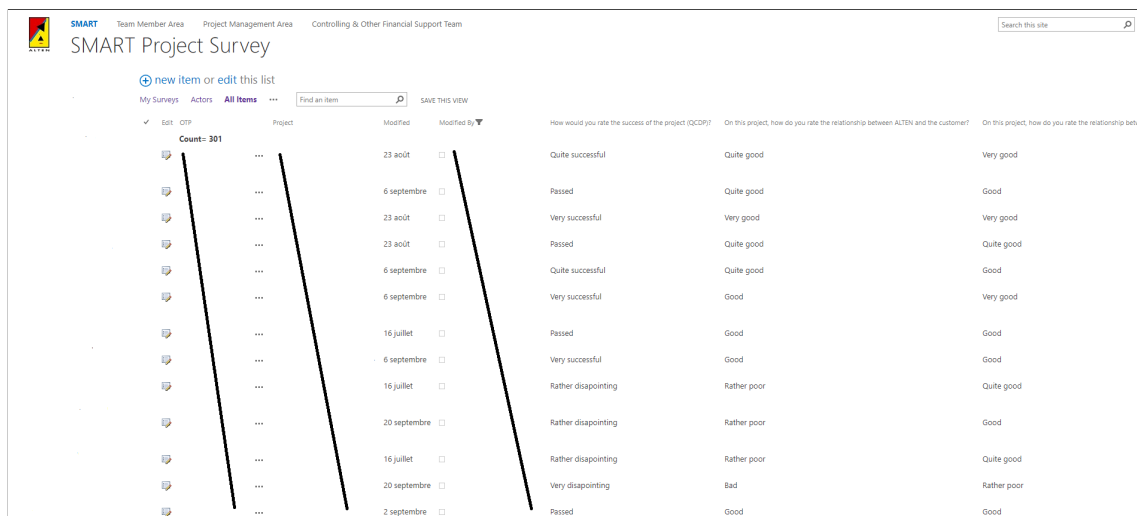 SMART Team Member Area Project Management Area Controlling & Other Financial Support Team Search this site
ALTEN
SMART Project Survey
new item or edit this list
My Surveys Actors All Items ••• Find an item SAVE THIS VIEW
Edit OTP Project Modified Modified By How would you rate the success of the project (QCDP)? On this project, how do you rate the relationship between ALTEN and the customer? On this project, how do you rate the relationship bet
Count= 301
••• 23 août Quite successful Quite good Very good
••• 6 septembre Passed Quite good Good
••• 23 août Very successful Very good Very good
••• 23 août Passed Quite good Quite good
••• 6 septembre Quite successful Quite good Good
••• 6 septembre Very successful Good Very good
••• 16 juillet Passed Good Good
••• 6 septembre Very successful Good Good
••• 16 juillet Rather disapointing Rather poor Quite good
••• 20 septembre Rather disapointing Rather poor Good
••• 16 juillet Rather disapointing Rather poor Quite good
••• 20 septembre Very disapointing Bad Rather poor
••• 2 septembre Passed Good Good